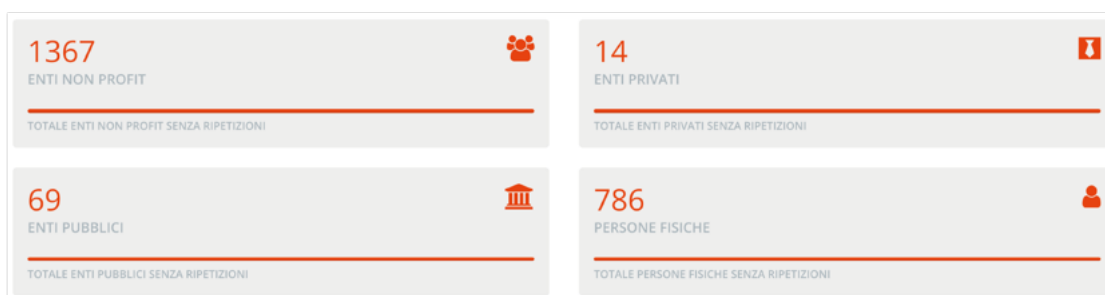 1367
ENTI NON PROFIT
TOTALE ENTI NON PROFIT SENZA RIPETIZIONI
14
ENTI PRIVATI
TOTALE ENTI PRIVATI SENZA RIPETIZIONI
69
ENTI PUBBLICI
TOTALE ENTI PUBBLICI SENZA RIPETIZIONI
786
PERSONE FISICHE
TOTALE PERSONE FISICHE SENZA RIPETIZIONI